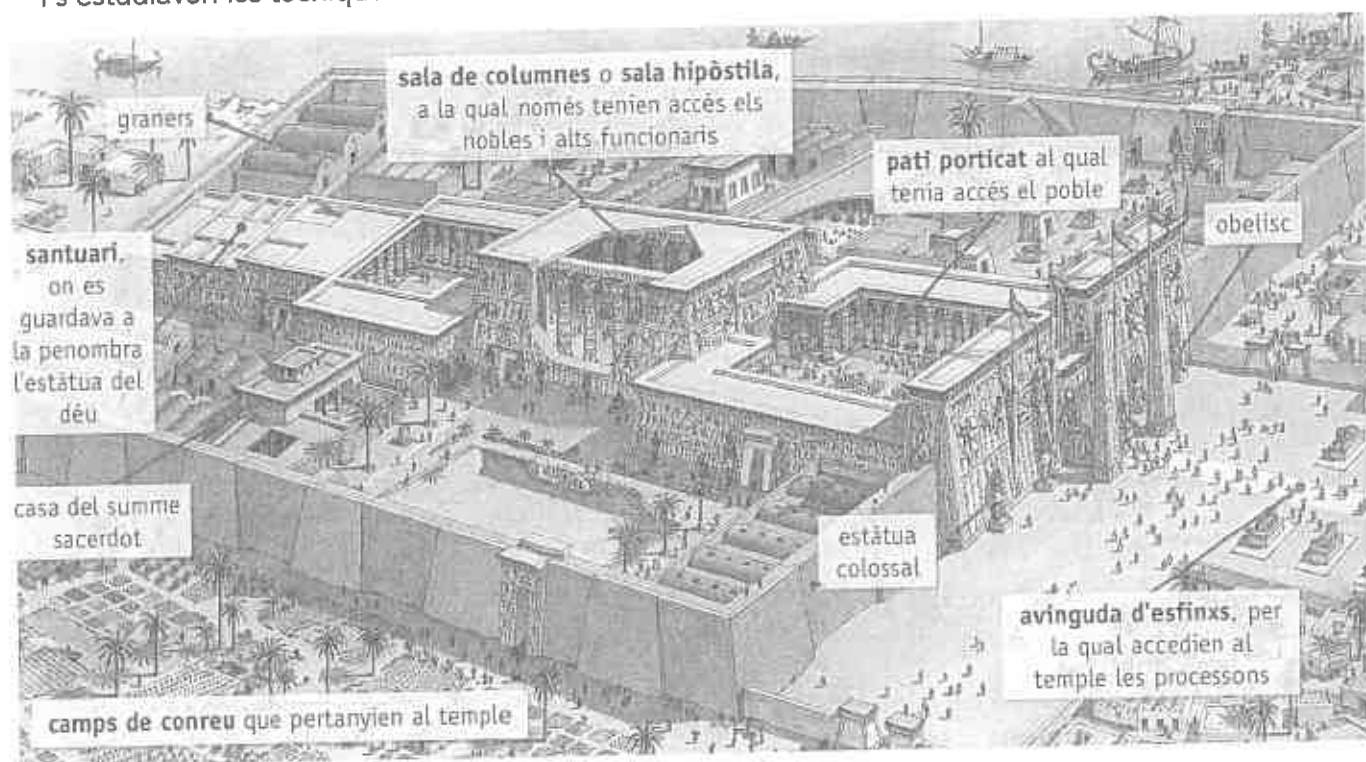 i s'estudiaven les
graners
sala de columnes o sala hipòstila,
a la qual només tenien accés els
nobles i alts funcionaris
pati porticat al qual
tenia accés el poble
obelisc
santuari,
on es
guardava a
la penombra
l'estàtua del
déu
casa del summe
sacerdot
estàtua
colossal
avinguda d'esfinxs, per
la qual accedien al
temple les processons
camps de conreu que pertanyien al temple